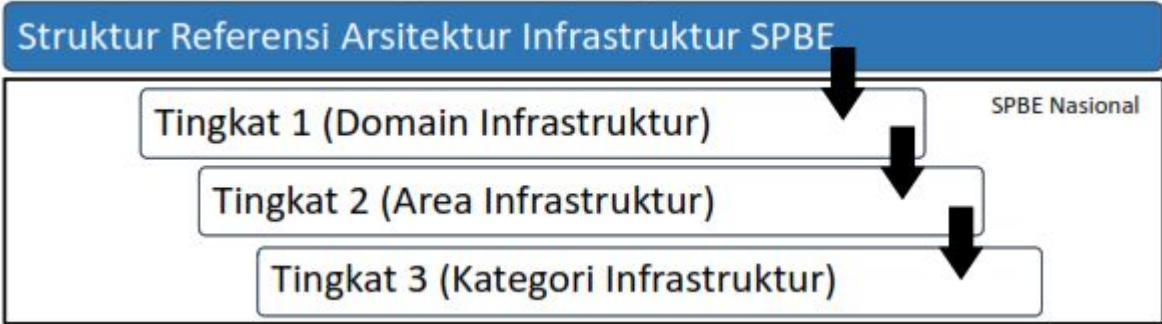 Struktur Referensi Arsitektur Infrastruktur SPBE
Tingkat 1 (Domain Infrastruktur)
SPBE Nasional
Tingkat 2 (Area Infrastruktur)
Tingkat 3 (Kategori Infrastruktur)